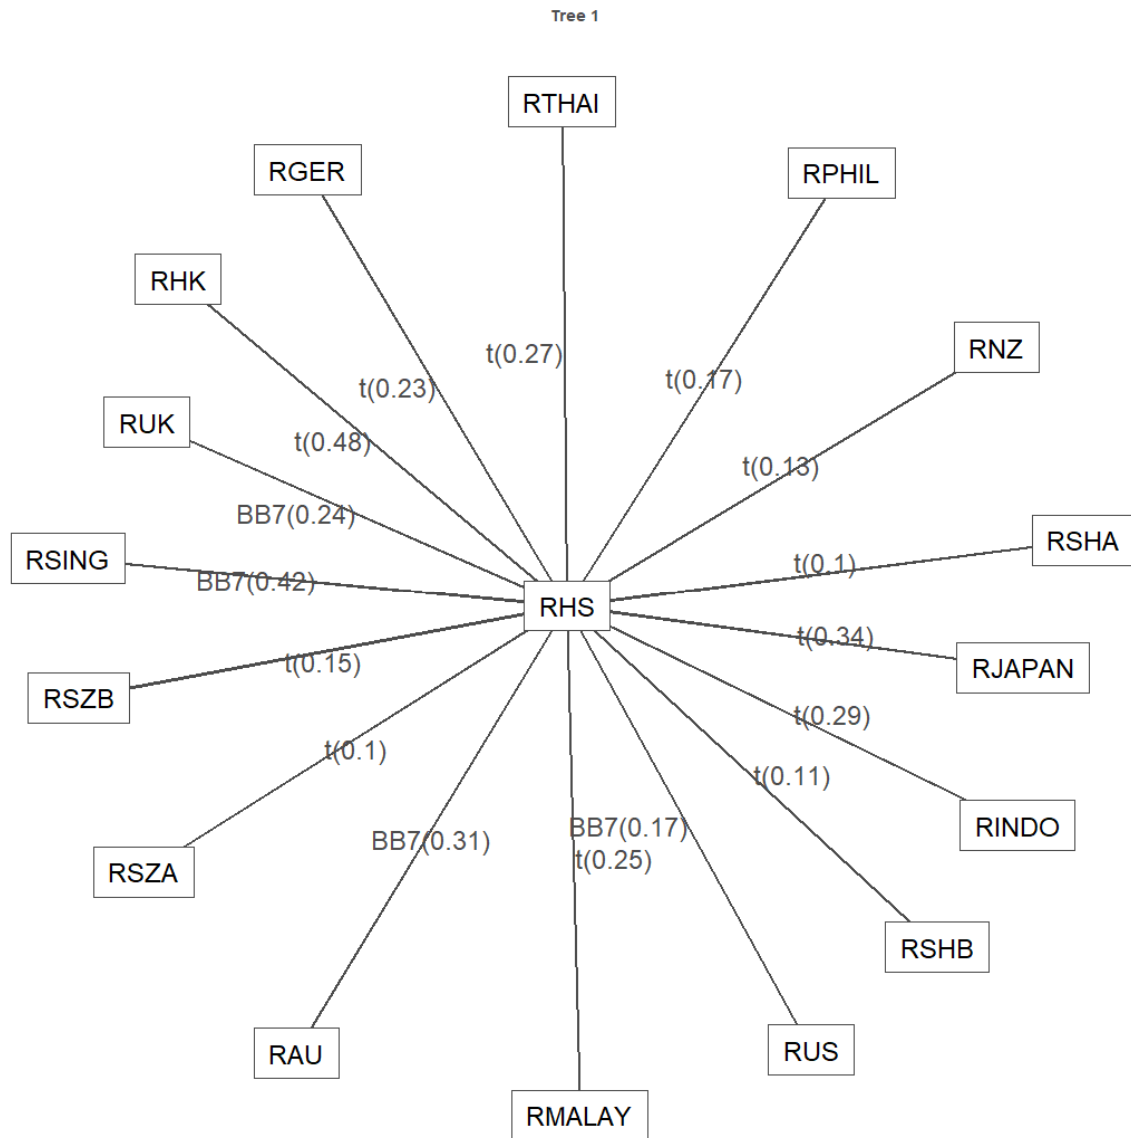 Tree 1
RTHAI
RGER
RPHIL
RHK
RNZ
t(0.27)
t(0.17)
t(0.23)
RUK
t(0.48)
t(0.13)
BB7(0.24)
RSHA
RSING
t(0.1)
BB7(0.42)
RHS
t(0.34)
t(0.15)
RJAPAN
RSZB
t(0.29)
t(0.1)
t(0.11)
RINDO
BB7(0.17)
BB7(0.31)
t(0.25)
RSZA
RSHB
RUS
RAU
RMALAY